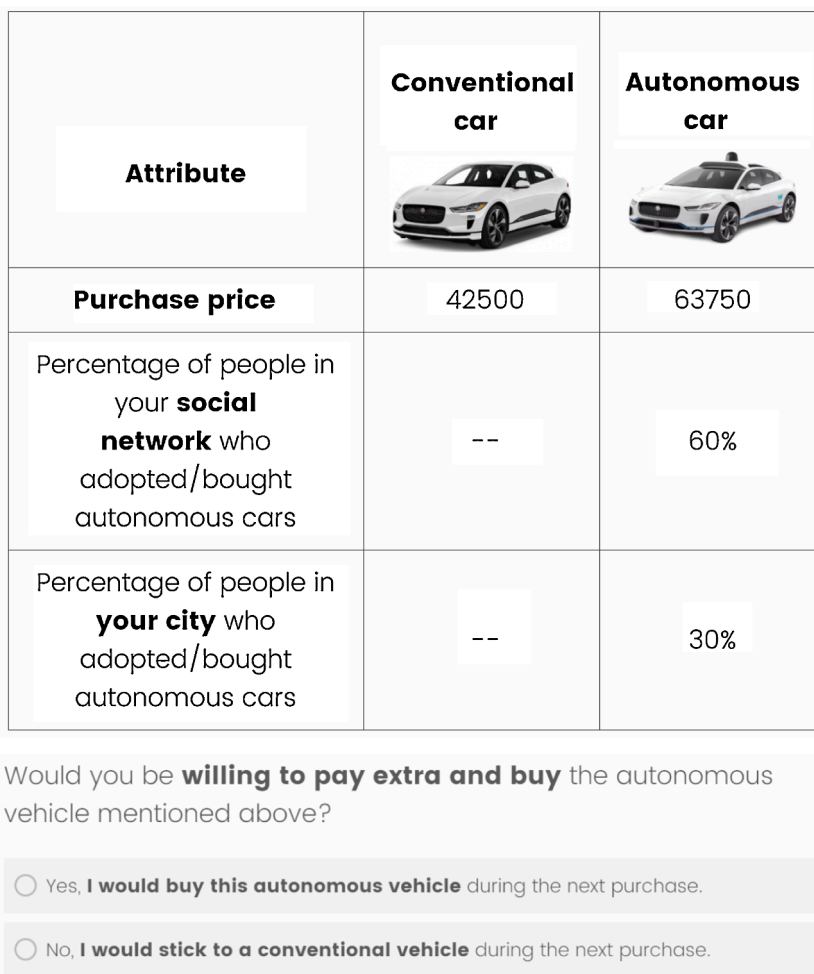 Attribute
Conventional
car
Autonomous
car
Purchase price
42500
63750
Percentage of people in
your social
network who
adopted/bought
autonomous cars
--
60%
Percentage of people in
your city who
adopted/bought
autonomous cars
--
30%
Would you be willing to pay extra and buy the autonomous
vehicle mentioned above?
Yes, I would buy this autonomous vehicle during the next purchase.
No, I would stick to a conventional vehicle during the next purchase.